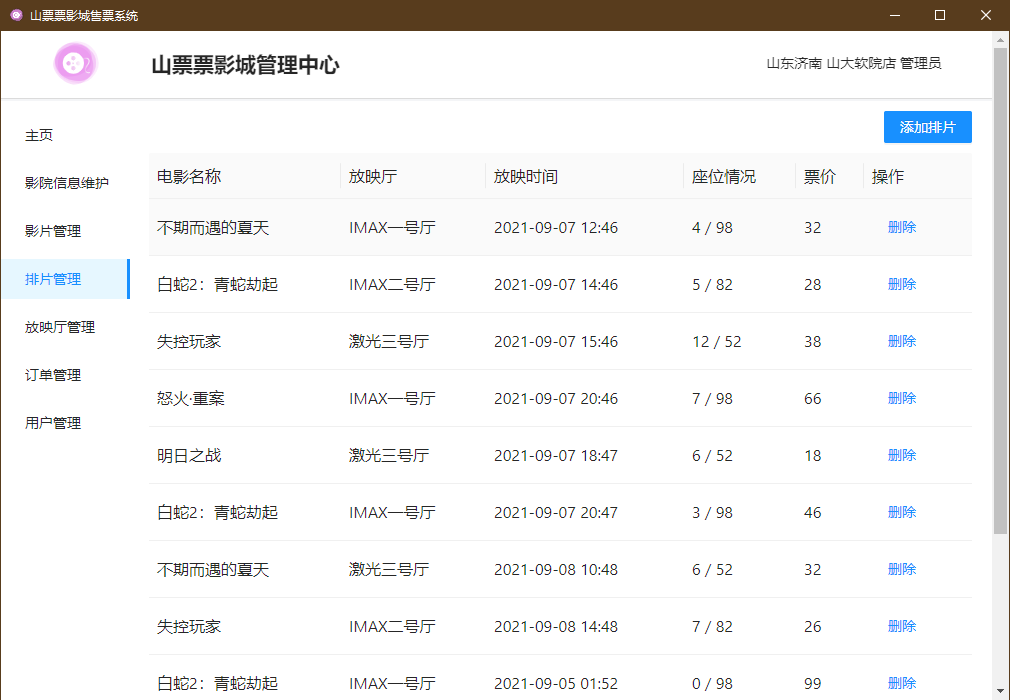 山票票影城售票系统
山票票影城管理中心
山东济南 山大软院店 管理员
主页
影院信息维护
影片管理
排片管理
放映厅管理
订单管理
用户管理
添加排片
电影名称 放映厅 放映时间 座位情况 票价 操作
不期而遇的夏天 IMAX一号厅 2021-09-07 12:46 4 / 98 32 删除
白蛇2：青蛇劫起 IMAX二号厅 2021-09-07 14:46 5 / 82 28 删除
失控玩家 激光三号厅 2021-09-07 15:46 12 / 52 38 删除
怒火·重案 IMAX一号厅 2021-09-07 20:46 7 / 98 66 删除
明日之战 激光三号厅 2021-09-07 18:47 6 / 52 18 删除
白蛇2：青蛇劫起 IMAX一号厅 2021-09-07 20:47 3 / 98 46 删除
不期而遇的夏天 激光三号厅 2021-09-08 10:48 6 / 52 32 删除
失控玩家 IMAX二号厅 2021-09-08 14:48 7 / 82 26 删除
白蛇2：青蛇劫起 IMAX一号厅 2021-09-05 01:52 0 / 98 99 删除